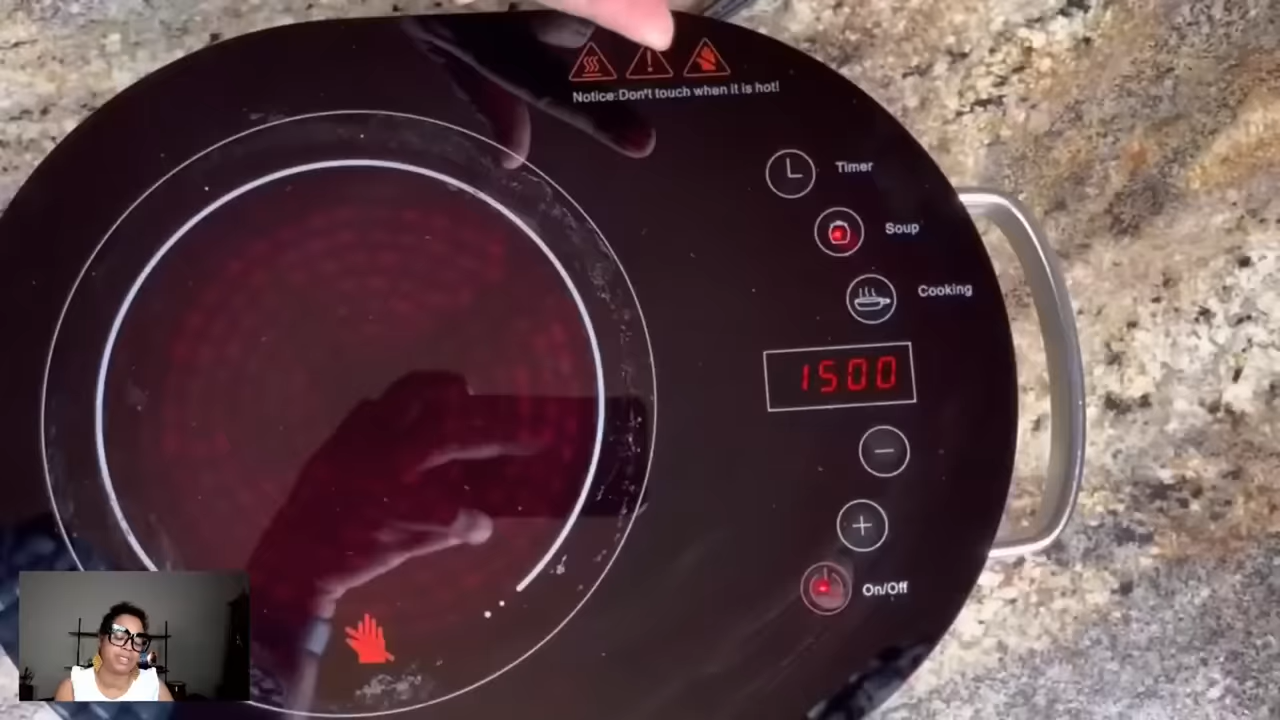 Notice:Don't touch when it is hot!
Timer
Soup
Cooking
1500
On/Off